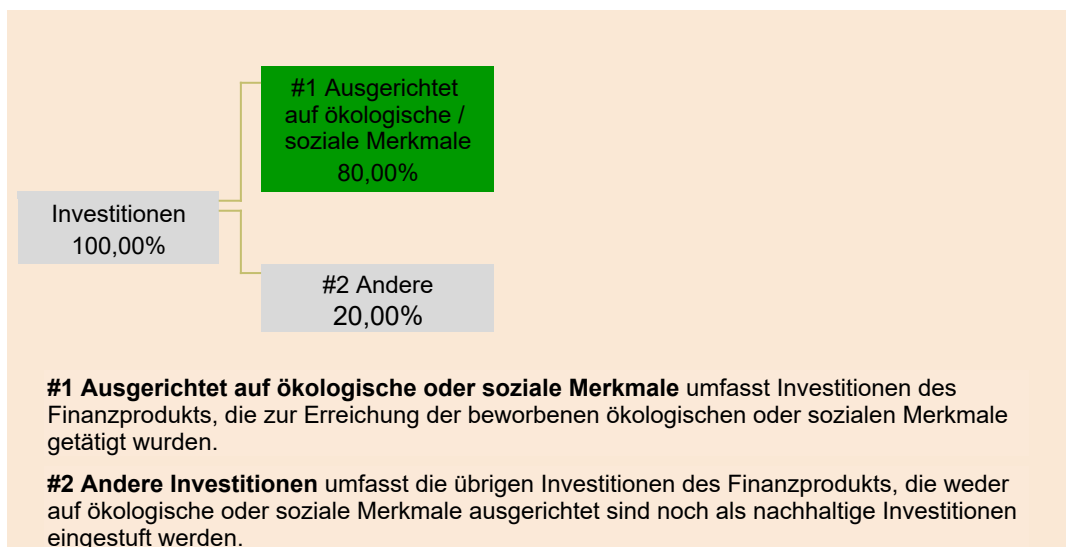 #1 Ausgerichtet
auf ökologische /
soziale Merkmale
80,00%
Investitionen
100,00%
#2 Andere
20,00%
#1 Ausgerichtet auf ökologische oder soziale Merkmale umfasst Investitionen des
Finanzprodukts, die zur Erreichung der beworbenen ökologischen oder sozialen Merkmale
getätigt wurden.
#2 Andere Investitionen umfasst die übrigen Investitionen des Finanzprodukts, die weder
auf ökologische oder soziale Merkmale ausgerichtet sind noch als nachhaltige Investitionen
eingestuft werden.